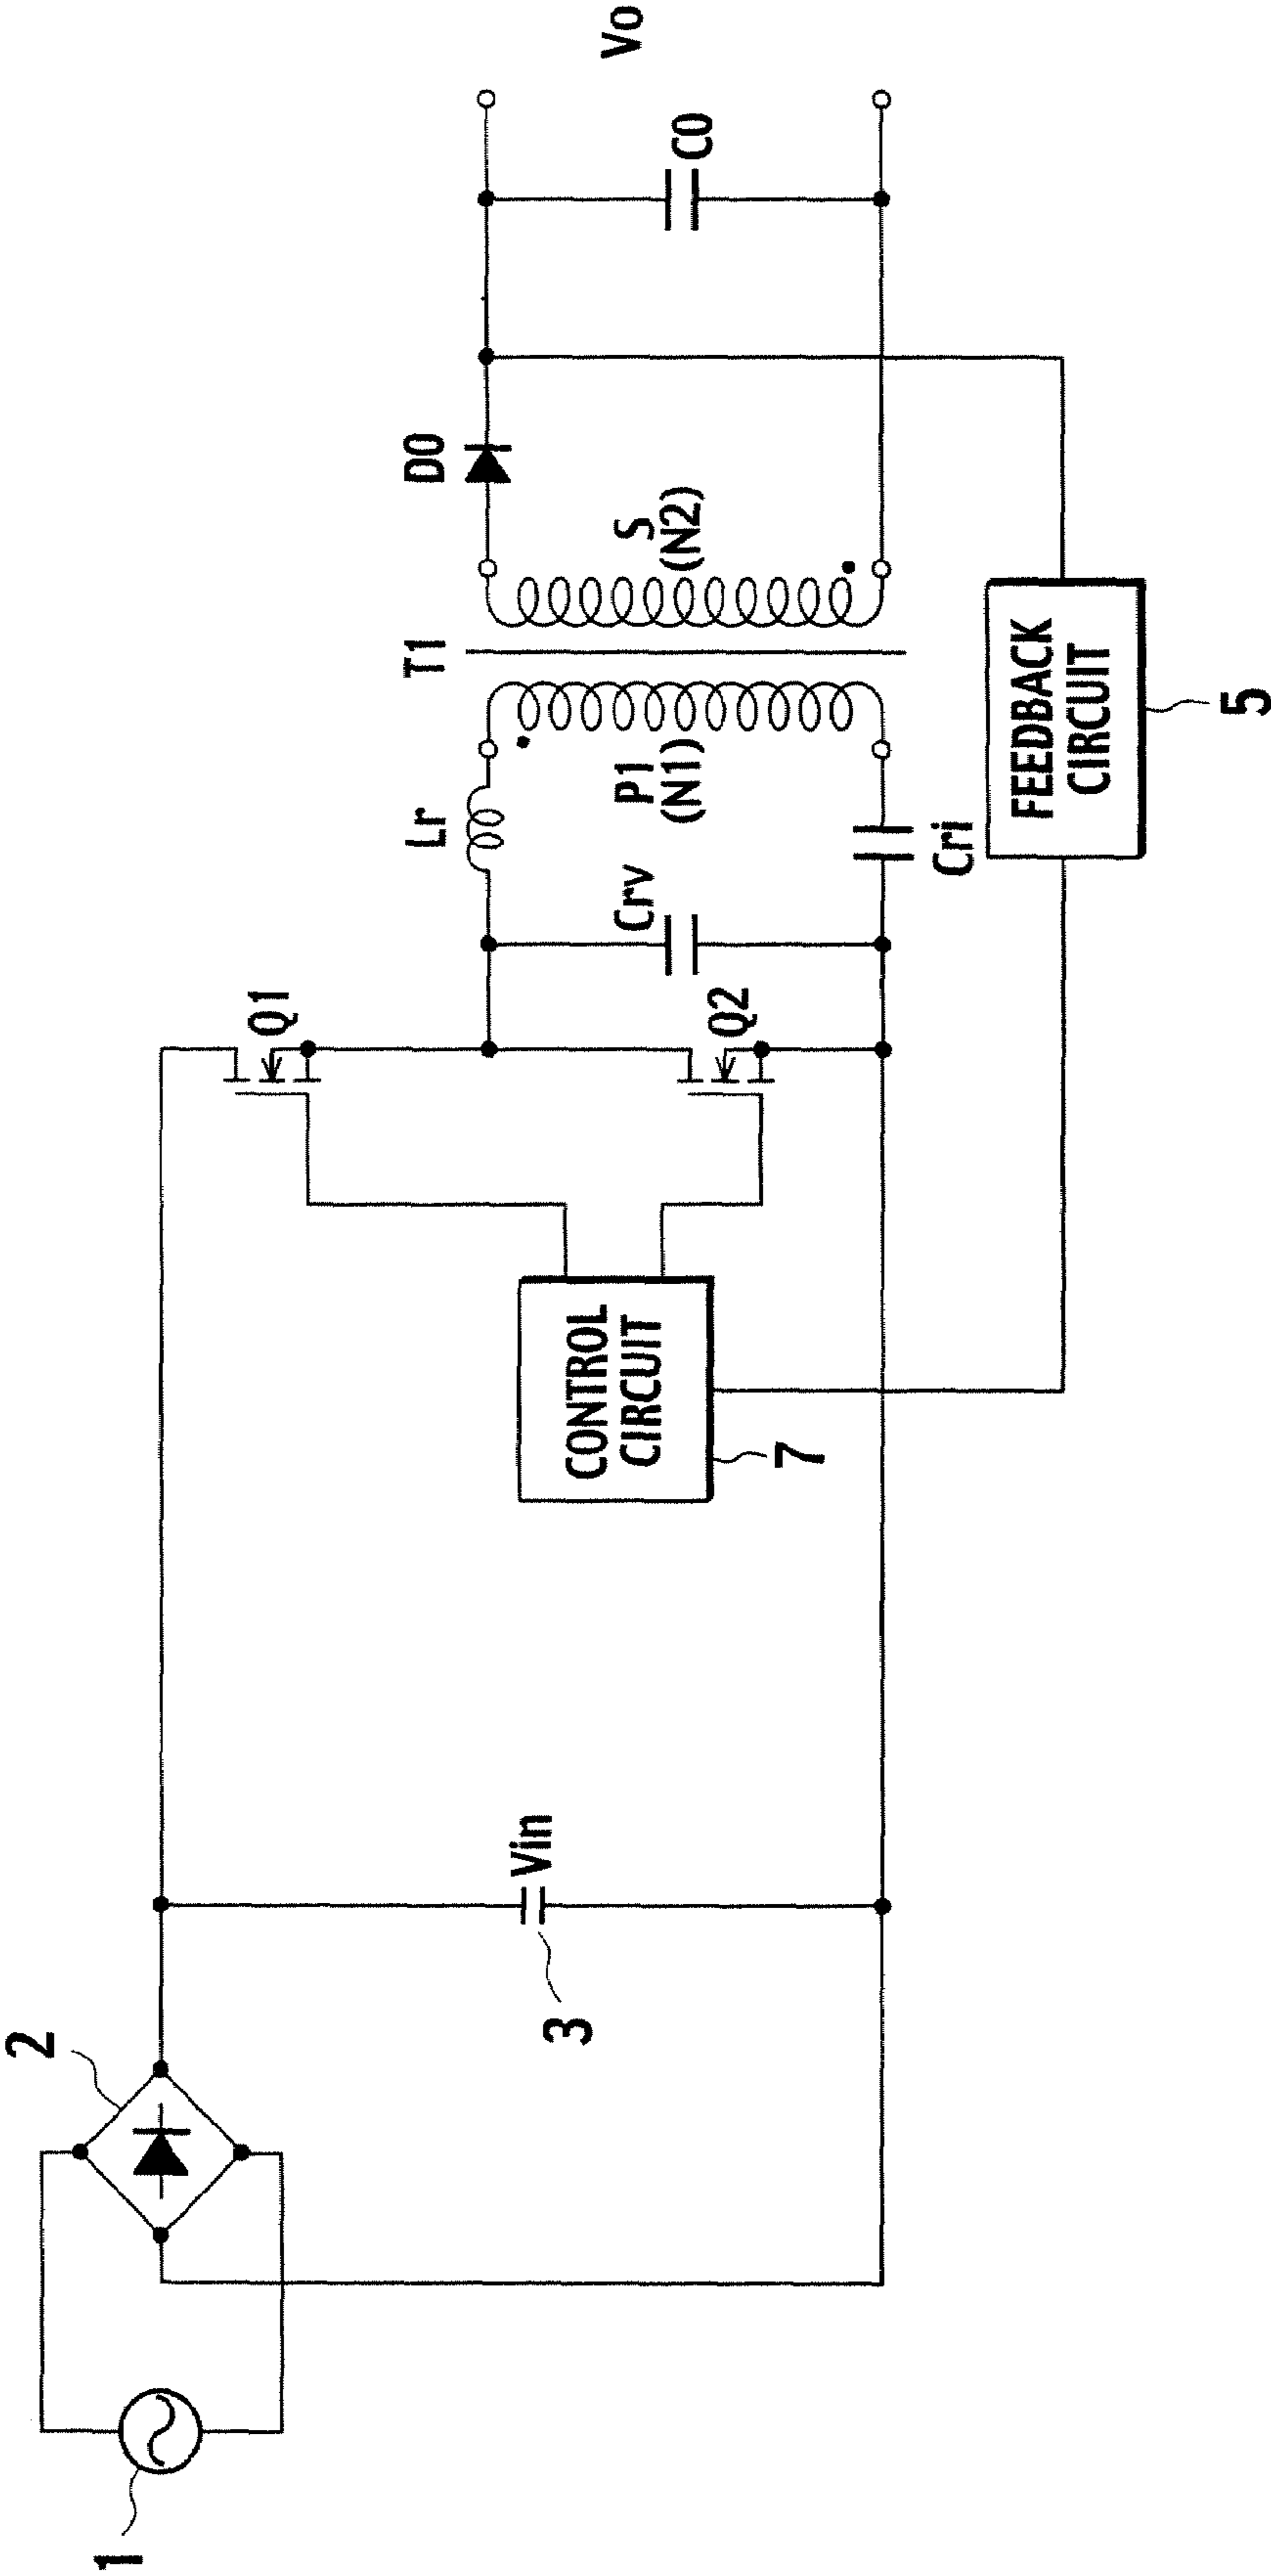 1
2
3
Vin
CONTROL
CIRCUIT
7
Q1
Q2
Crv
Lr
Cri
P1
(N1)
T1
S
(N2)
D0
C0
Vo
FEEDBACK
CIRCUIT
5